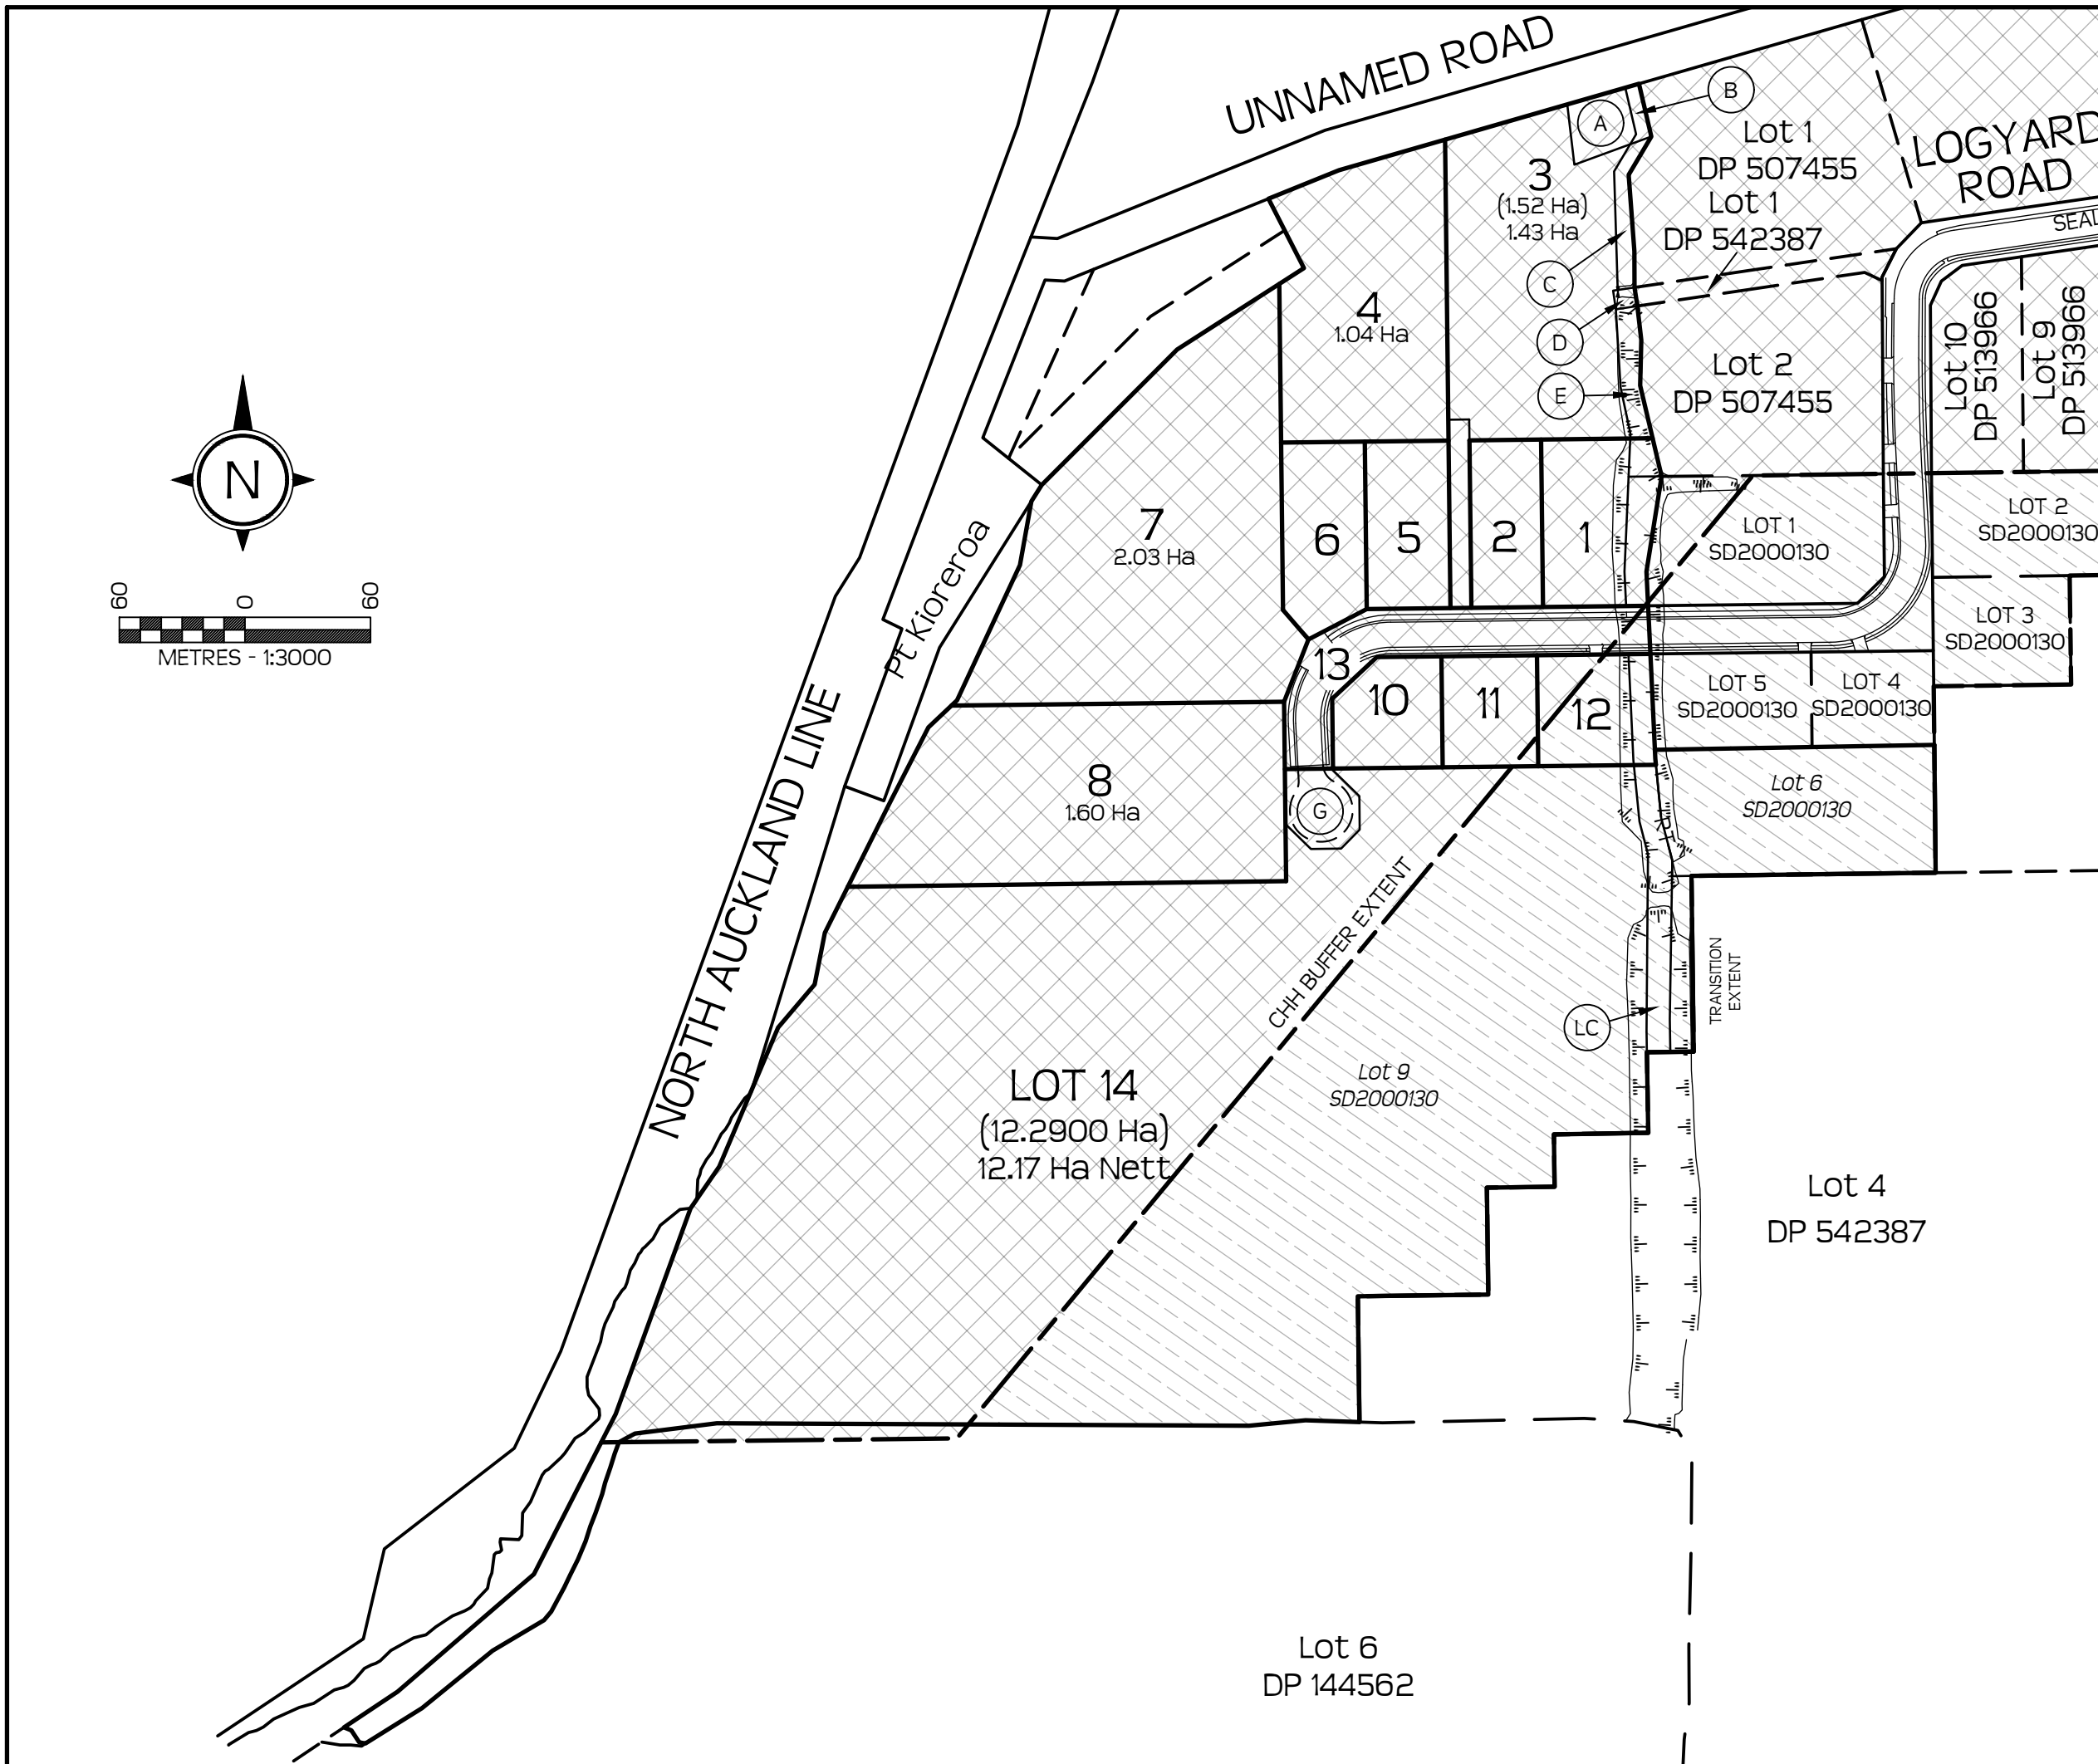 UNNAMED ROAD
B
A
Lot 1
DP 507455
LOGYARD
ROAD
3
(1.52 Ha)
1.43 Ha
Lot 1
DP 542387
C
D
E
4
1.04 Ha
Lot 2
DP 507455
Lot 10
DP 513966
Lot 9
DP 513966
N
60 0 60
METRES - 1:3000
Pt Kioreroa
7
2.03 Ha
6
5
2
1
LOT 1
SD2000130
LOT 2
SD2000130
LOT 3
SD2000130
13
10
11
12
LOT 5
SD2000130
LOT 4
SD2000130
NORTH AUCKLAND LINE
8
1.60 Ha
G
Lot 6
SD2000130
CHH BUFFER EXTENT
TRANSITION
EXTENT
LC
LOT 14
(12.2900 Ha)
12.17 Ha Nett
Lot 9
SD2000130
Lot 4
DP 542387
Lot 6
DP 144562